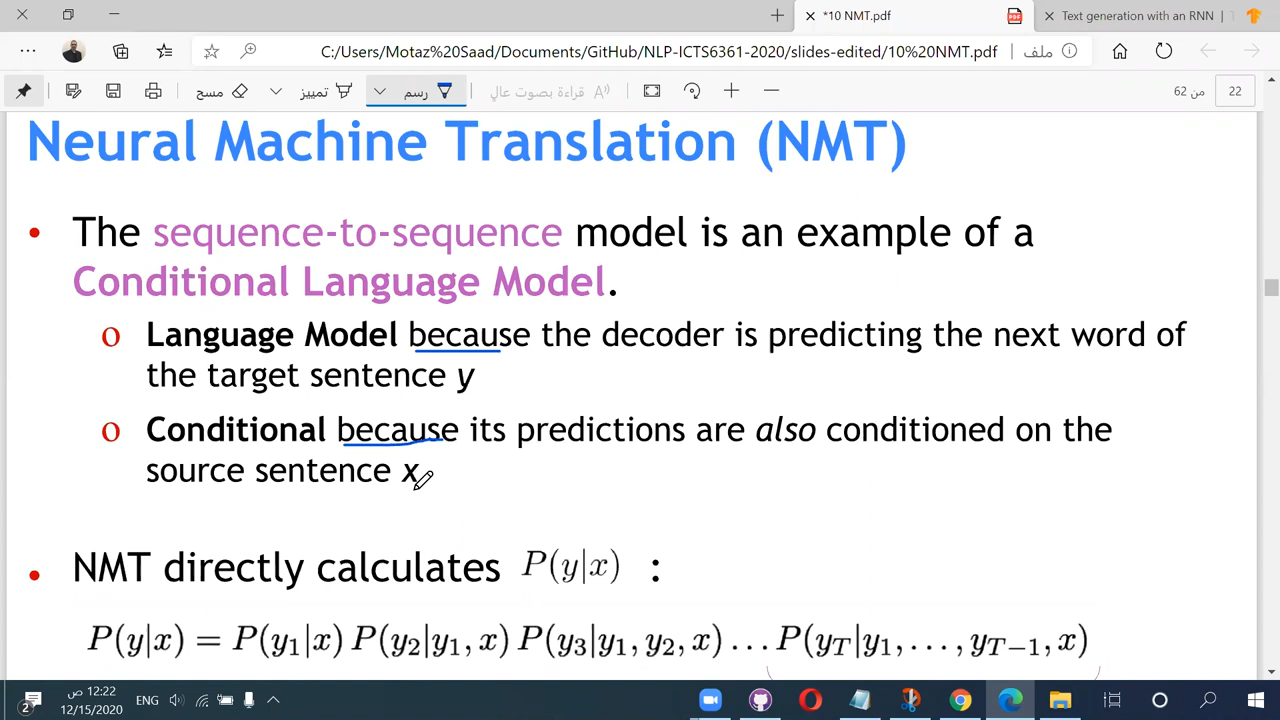 *10 NMT.pdf
Text generation with an RNN
C:/Users/Motaz%20Saad/Documents/GitHub/NLP-ICTS6361-2020/slides-edited/10%20NMT.pdf
ملف
مسح
تمييز
رسم
قراءة بصوت عالٍ
22 من 62
Neural Machine Translation (NMT)
• The sequence-to-sequence model is an example of a
Conditional Language Model.
o Language Model because the decoder is predicting the next word of
the target sentence y
o Conditional because its predictions are also conditioned on the
source sentence x
• NMT directly calculates P(y|x) :
P(y|x) = P(y₁|x) P(y₂|y₁, x) P(y₃|y₁, y₂, x) … P(y_T|y₁, …, y_{T−1}, x)
2
12:22 ص
12/15/2020
ENG